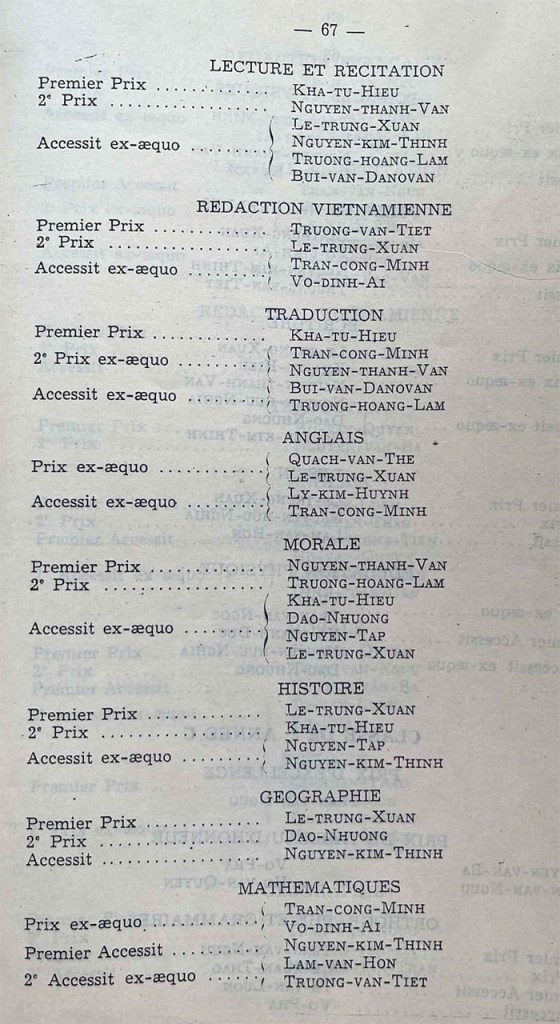 — 67 —
LECTURE ET RECITATION
Premier Prix ............ KHA-TU-HIEU
2e Prix ................. NGUYEN-THANH-VAN
LE-TRUNG-XUAN
Accessit ex-æquo ........ NGUYEN-KIM-THINH
TRUONG-HOANG-LAM
BUI-VAN-DANOVAN
REDACTION VIETNAMIENNE
Premier Prix ............ TRUONG-VAN-TIET
2e Prix ................. LE-TRUNG-XUAN
Accessit ex-æquo ........ TRAN-CONG-MINH
VO-DINH-AI
TRADUCTION
Premier Prix ............ KHA-TU-HIEU
2e Prix ex-æquo ......... TRAN-CONG-MINH
NGUYEN-THANH-VAN
Accessit ex-æquo ........ BUI-VAN-DANOVAN
TRUONG-HOANG-LAM
ANGLAIS
Prix ex-æquo ............ QUACH-VAN-THE
LE-TRUNG-XUAN
Accessit ex-æquo ........ LY-KIM-HUYNH
TRAN-CONG-MINH
MORALE
Premier Prix ............ NGUYEN-THANH-VAN
2e Prix ................. TRUONG-HOANG-LAM
KHA-TU-HIEU
Accessit ex-æquo ........ DAO-NHUONG
NGUYEN-TAP
LE-TRUNG-XUAN
HISTOIRE
Premier Prix ............ LE-TRUNG-XUAN
2e Prix ................. KHA-TU-HIEU
Accessit ex-æquo ........ NGUYEN-TAP
NGUYEN-KIM-THINH
GEOGRAPHIE
Premier Prix ............ LE-TRUNG-XUAN
2e Prix ................. DAO-NHUONG
Accessit ................ NGUYEN-KIM-THINH
MATHEMATIQUES
Prix ex-æquo ............ TRAN-CONG-MINH
VO-DINH-AI
Premier Accessit ........ NGUYEN-KIM-THINH
2e Accessit ex-æquo ..... LAM-VAN-HON
TRUONG-VAN-TIET